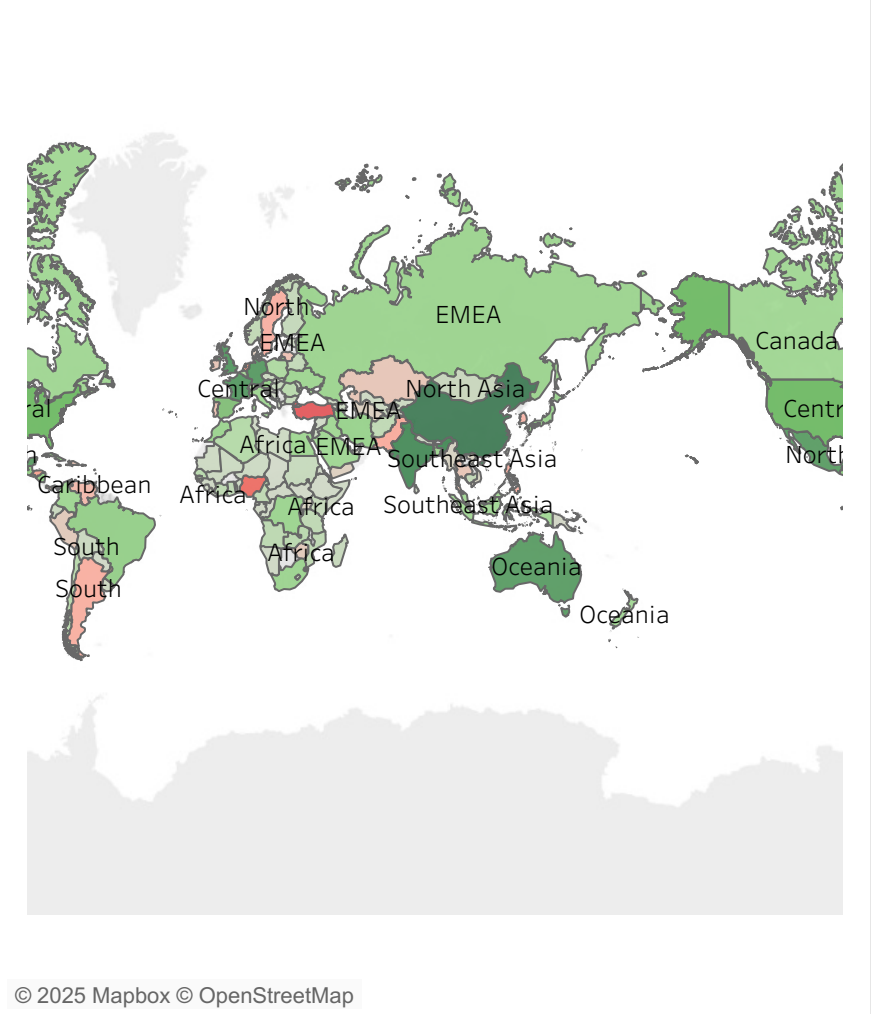 North
EMEA
EMEA
Canada
Central
North Asia
ral
EMEA
Centr
Africa
EMEA
North
Southeast Asia
Caribbean
Africa
Africa
Southeast Asia
South
Africa
Oceania
South
Oceania
© 2025 Mapbox © OpenStreetMap